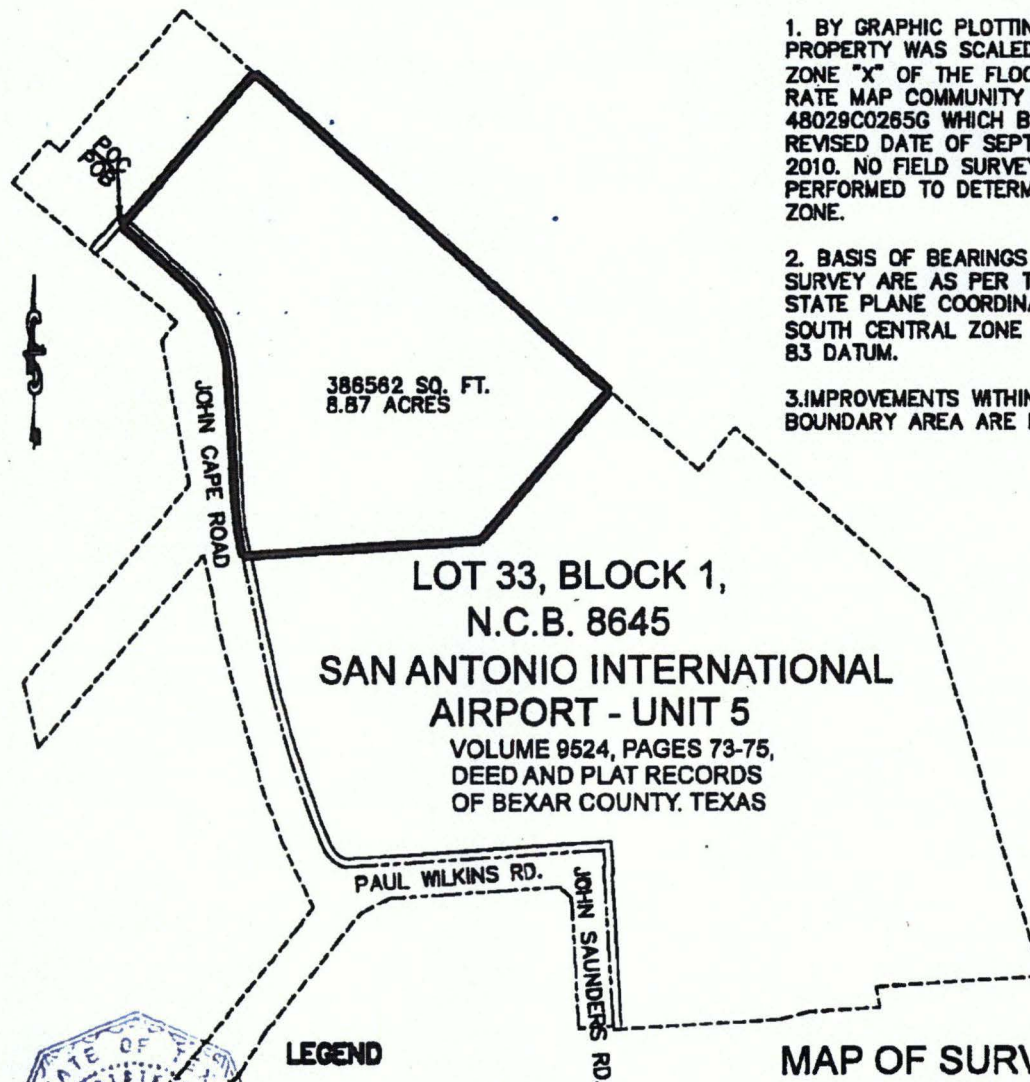 1. BY GRAPHIC PLOTTIN
PROPERTY WAS SCALED
ZONE "X" OF THE FLOO
RATE MAP COMMUNITY
48029C0265G WHICH B
REVISED DATE OF SEPT
2010. NO FIELD SURVEY
PERFORMED TO DETERM
ZONE.
2. BASIS OF BEARINGS
SURVEY ARE AS PER T
STATE PLANE COORDINA
SOUTH CENTRAL ZONE
83 DATUM.
3.IMPROVEMENTS WITHIN
BOUNDARY AREA ARE
POC
POB
386562 SQ. FT.
8.87 ACRES
JOHN CAPE ROAD
LOT 33, BLOCK 1,
N.C.B. 8645
SAN ANTONIO INTERNATIONAL
AIRPORT - UNIT 5
VOLUME 9524, PAGES 73-75,
DEED AND PLAT RECORDS
OF BEXAR COUNTY. TEXAS
PAUL WILKINS RD.
JOHN SAUNDERS RD
LEGEND
MAP OF SURV